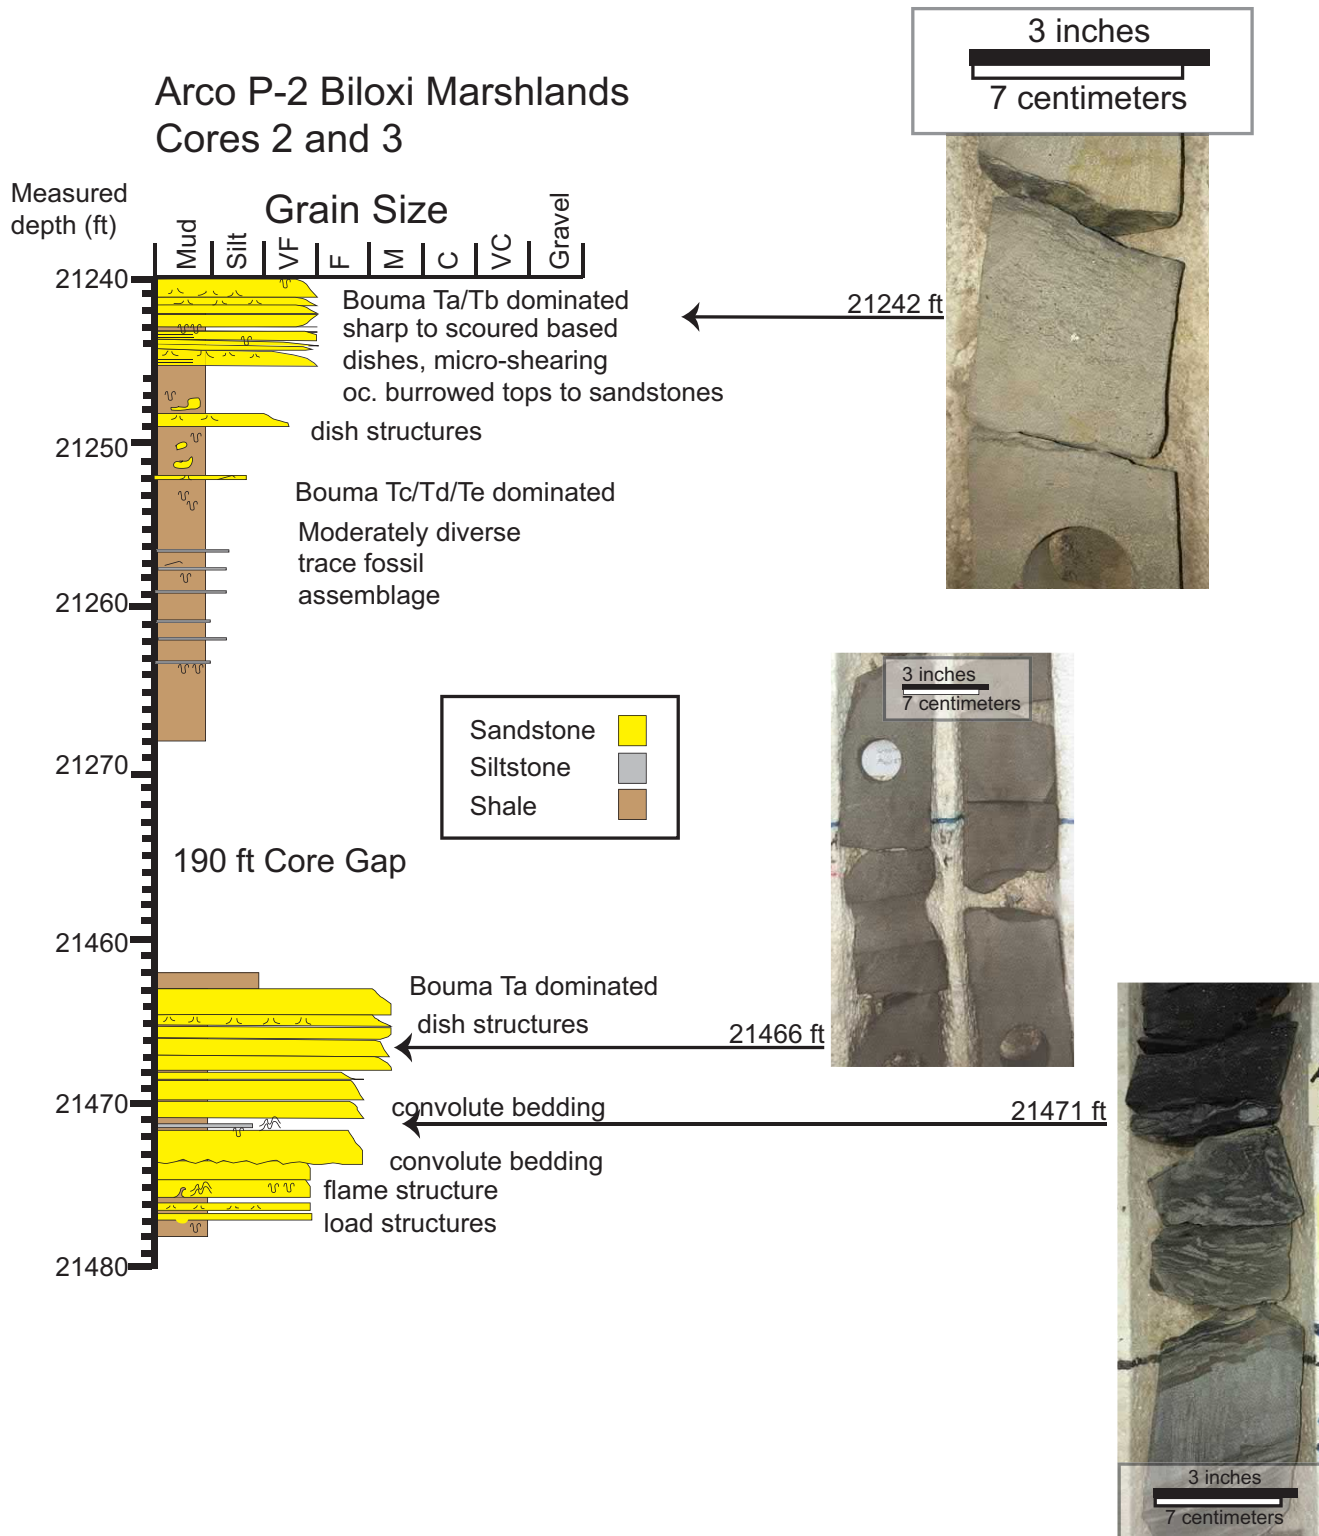 3 inches
7 centimeters
Arco P-2 Biloxi Marshlands
Cores 2 and 3
Measured
depth (ft)
Grain Size
Mud
Silt
VF
F
M
C
VC
Gravel
21240
Bouma Ta/Tb dominated
sharp to scoured based
dishes, micro-shearing
oc. burrowed tops to sandstones
21242 ft
dish structures
21250
Bouma Tc/Td/Te dominated
Moderately diverse
trace fossil
assemblage
21260
3 inches
7 centimeters
Sandstone
Siltstone
Shale
21270
190 ft Core Gap
21460
Bouma Ta dominated
dish structures
21466 ft
21470
convolute bedding
21471 ft
convolute bedding
flame structure
load structures
21480
3 inches
7 centimeters